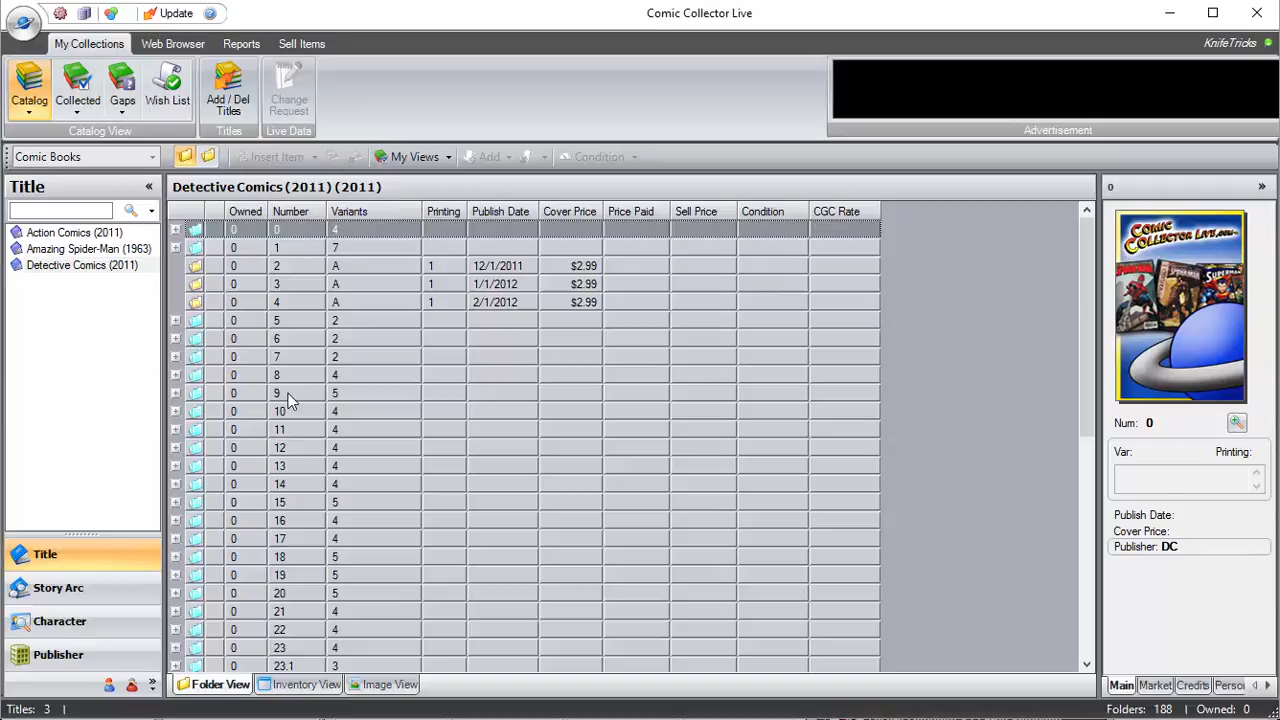 Update
Comic Collector Live
My Collections Web Browser Reports Sell Items
KnifeTricks
Catalog Collected Gaps Wish List Add / Del Titles Change Request
Catalog View Titles Live Data Advertisement
Comic Books Insert Item My Views Add Condition
Title «
Detective Comics (2011) (2011)
0 »
Action Comics (2011)
Amazing Spider-Man (1963)
Detective Comics (2011)
Owned Number Variants Printing Publish Date Cover Price Price Paid Sell Price Condition CGC Rate
0 0 4
0 1 7
0 2 A 1 12/1/2011 $2.99
0 3 A 1 1/1/2012 $2.99
0 4 A 1 2/1/2012 $2.99
0 5 2
0 6 2
0 7 2
0 8 4
0 9 5
0 10 4
0 11 4
0 12 4
0 13 4
0 14 4
0 15 5
0 16 4
0 17 4
0 18 5
0 19 5
0 20 5
0 21 4
0 22 4
0 23 4
0 23.1 3
COMIC
COLLECTOR LIVE.com
SUPERMAN
Num: 0
Var: Printing:
Publish Date:
Cover Price:
Publisher: DC
Title
Story Arc
Character
Publisher
Folder View Inventory View Image View
Main Market Credits Person
Titles: 3
Folders: 188 Owned: 0